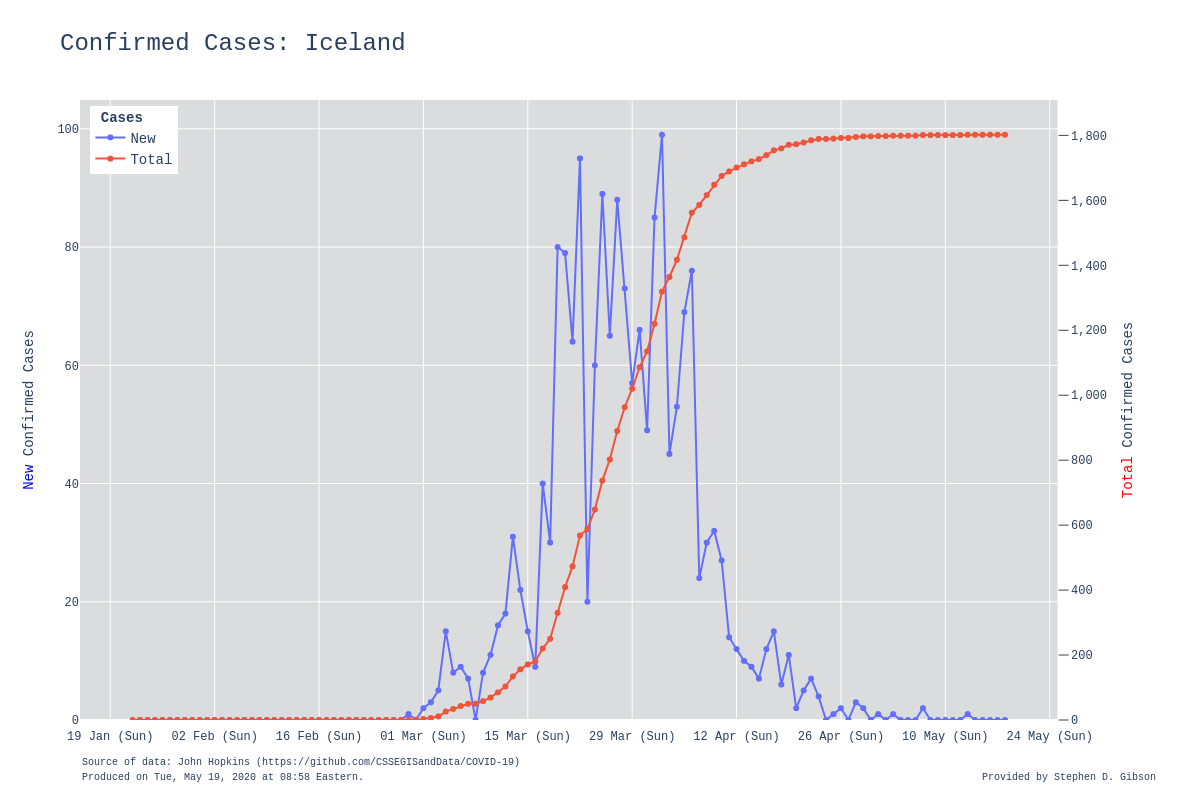 Confirmed Cases: Iceland
Cases
New
Total
100
80
60
40
20
0
1,800
1,600
1,400
1,200
1,000
800
600
400
200
0
New Confirmed Cases
Total Confirmed Cases
19 Jan (Sun) 02 Feb (Sun) 16 Feb (Sun) 01 Mar (Sun) 15 Mar (Sun) 29 Mar (Sun) 12 Apr (Sun) 26 Apr (Sun) 10 May (Sun) 24 May (Sun)
Source of data: John Hopkins (https://github.com/CSSEGISandData/COVID-19)
Produced on Tue, May 19, 2020 at 08:58 Eastern.
Provided by Stephen D. Gibson